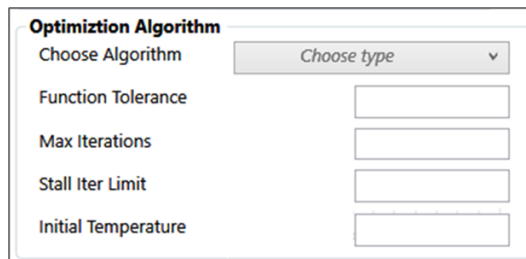 Optimiztion Algorithm
Choose Algorithm Choose type
Function Tolerance
Max Iterations
Stall Iter Limit
Initial Temperature